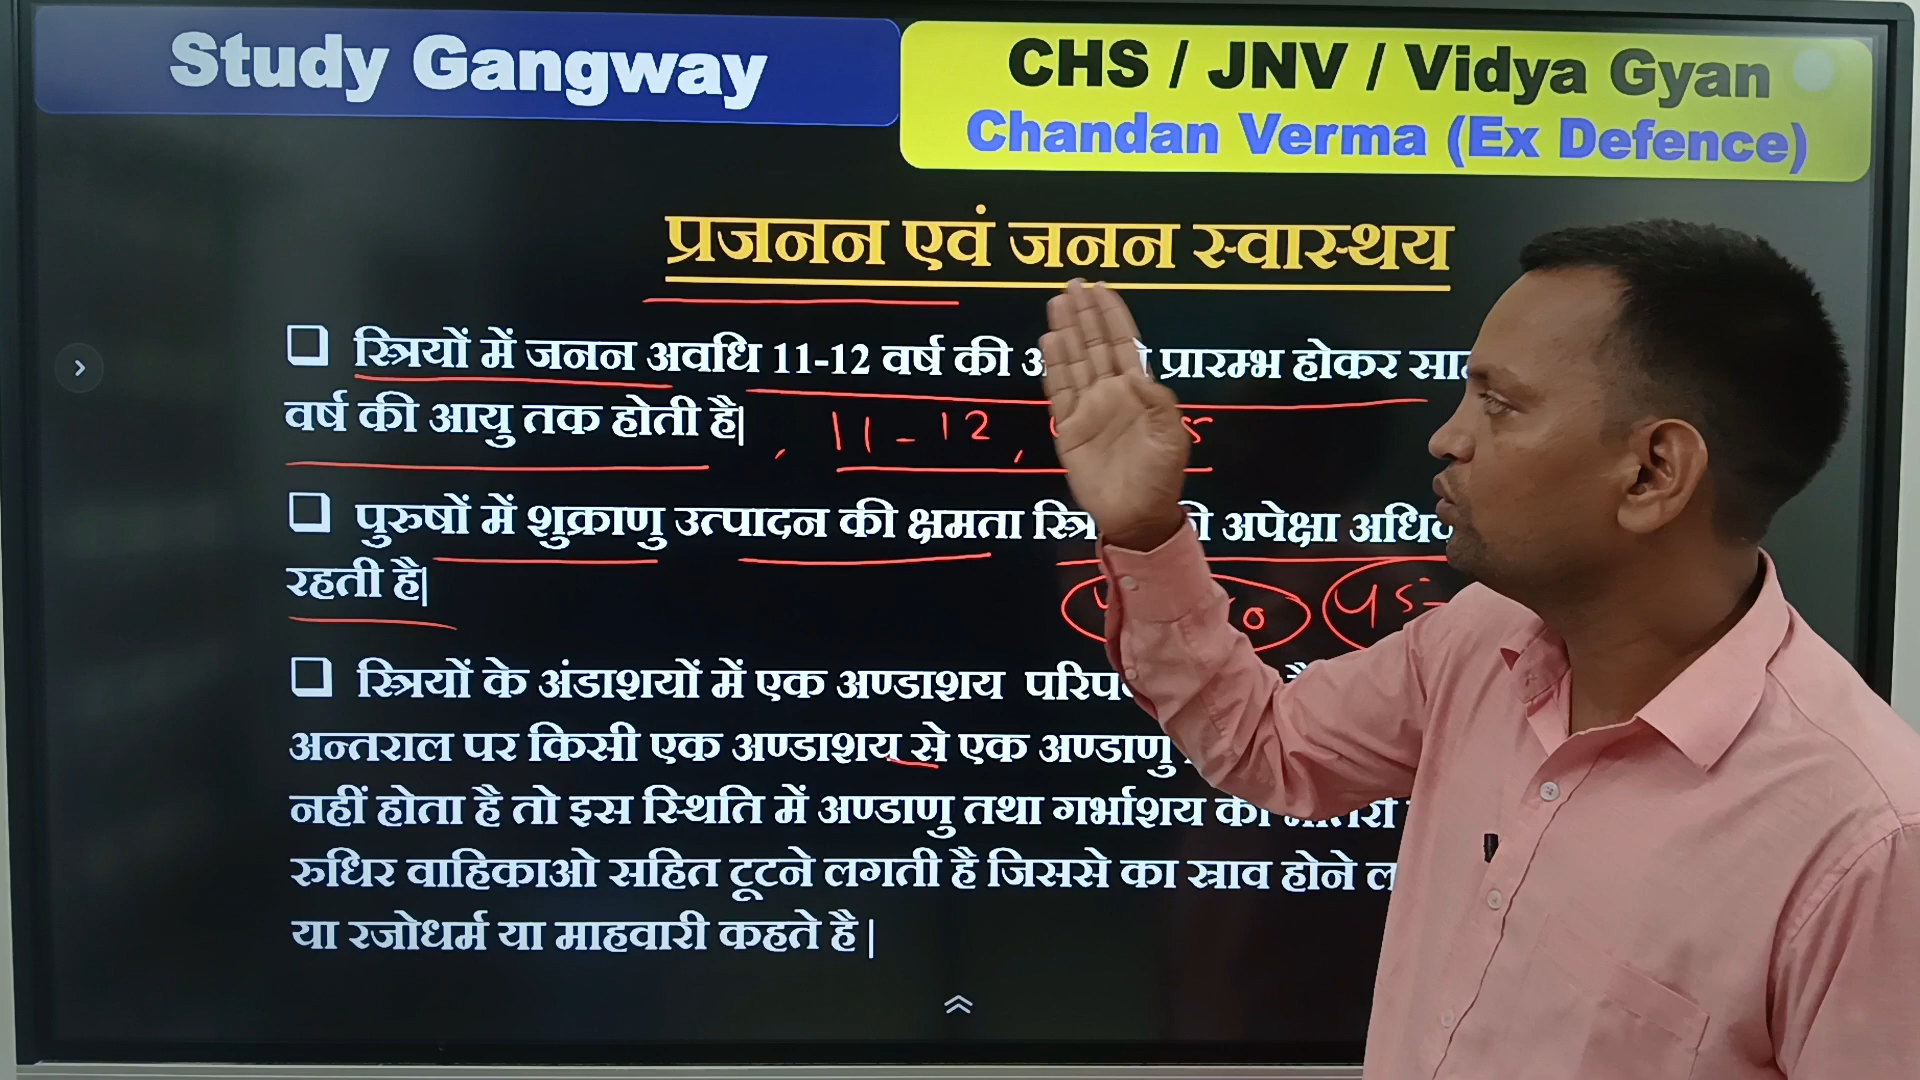 Study Gangway
CHS / JNV / Vidya Gyan
Chandan Verma (Ex Defence)
प्रजनन एवं जनन स्वास्थय
स्त्रियों में जनन अवधि 11-12 वर्ष की प्रारम्भ होकर
वर्ष की आयु तक होती है|
, 11-12,
पुरुषों में शुक्राणु उत्पादन की क्षमता अपेक्षा
रहती है|
45-
स्त्रियों के अंडाशयों में एक अण्डाशय
अन्तराल पर किसी एक अण्डाशय से एक अण्डाणु
नहीं होता है तो इस स्थिति में अण्डाणु तथा गर्भाशय
रुधिर वाहिकाओ सहित टूटने लगती है जिससे का स्राव होने
या रजोधर्म या माहवारी कहते है|